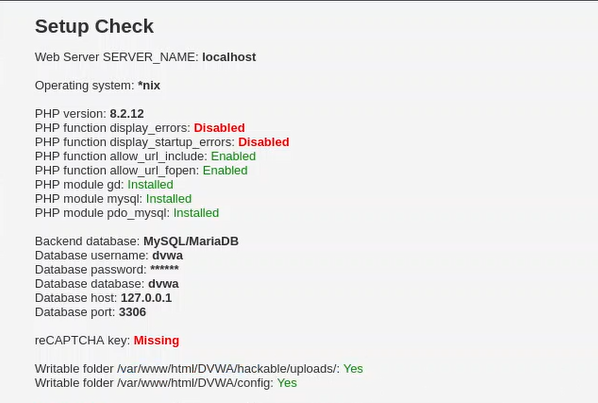 Setup Check
Web Server SERVER_NAME: localhost
Operating system: *nix
PHP version: 8.2.12
PHP function display_errors: Disabled
PHP function display_startup_errors: Disabled
PHP function allow_url_include: Enabled
PHP function allow_url_fopen: Enabled
PHP module gd: Installed
PHP module mysql: Installed
PHP module pdo_mysql: Installed
Backend database: MySQL/MariaDB
Database username: dvwa
Database password: ******
Database database: dvwa
Database host: 127.0.0.1
Database port: 3306
reCAPTCHA key: Missing
Writable folder /var/www/html/DVWA/hackable/uploads/: Yes
Writable folder /var/www/html/DVWA/config: Yes